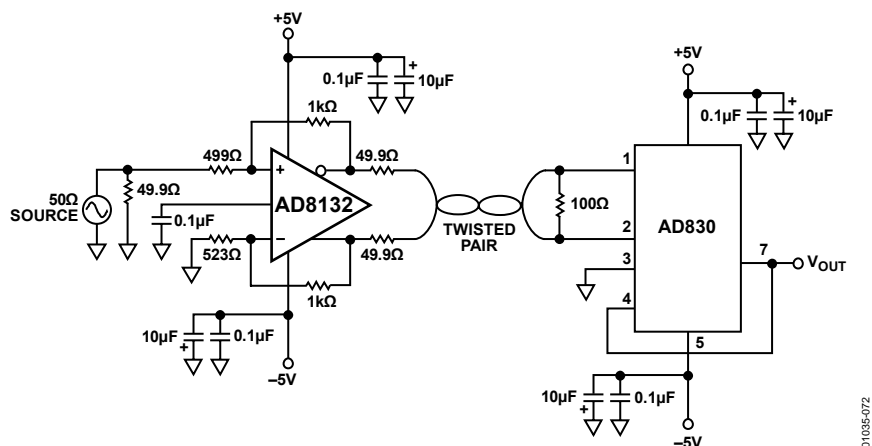 +5V
0.1µF
10µF
+
1kΩ
499Ω
49.9Ω
50Ω
SOURCE
49.9Ω
0.1µF
+
AD8132
−
523Ω
49.9Ω
1kΩ
10µF
+
0.1µF
–5V
TWISTED
PAIR
100Ω
+5V
0.1µF
10µF
+
1
2
3
4
AD830
7
VOUT
5
10µF
+
0.1µF
–5V
01035-072